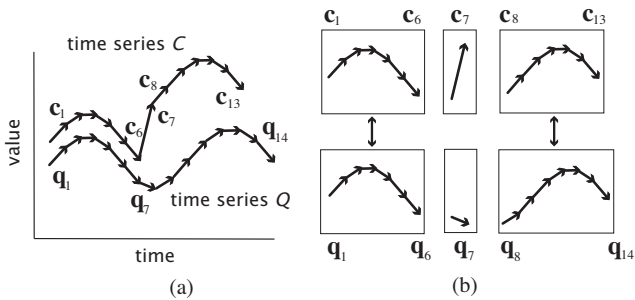 time series C
c1
c6
c7
c8
c13
q1
q7
q14
time series Q
value
time
(a)
c1
c6
c7
c8
c13
q1
q6
q7
q8
q14
(b)